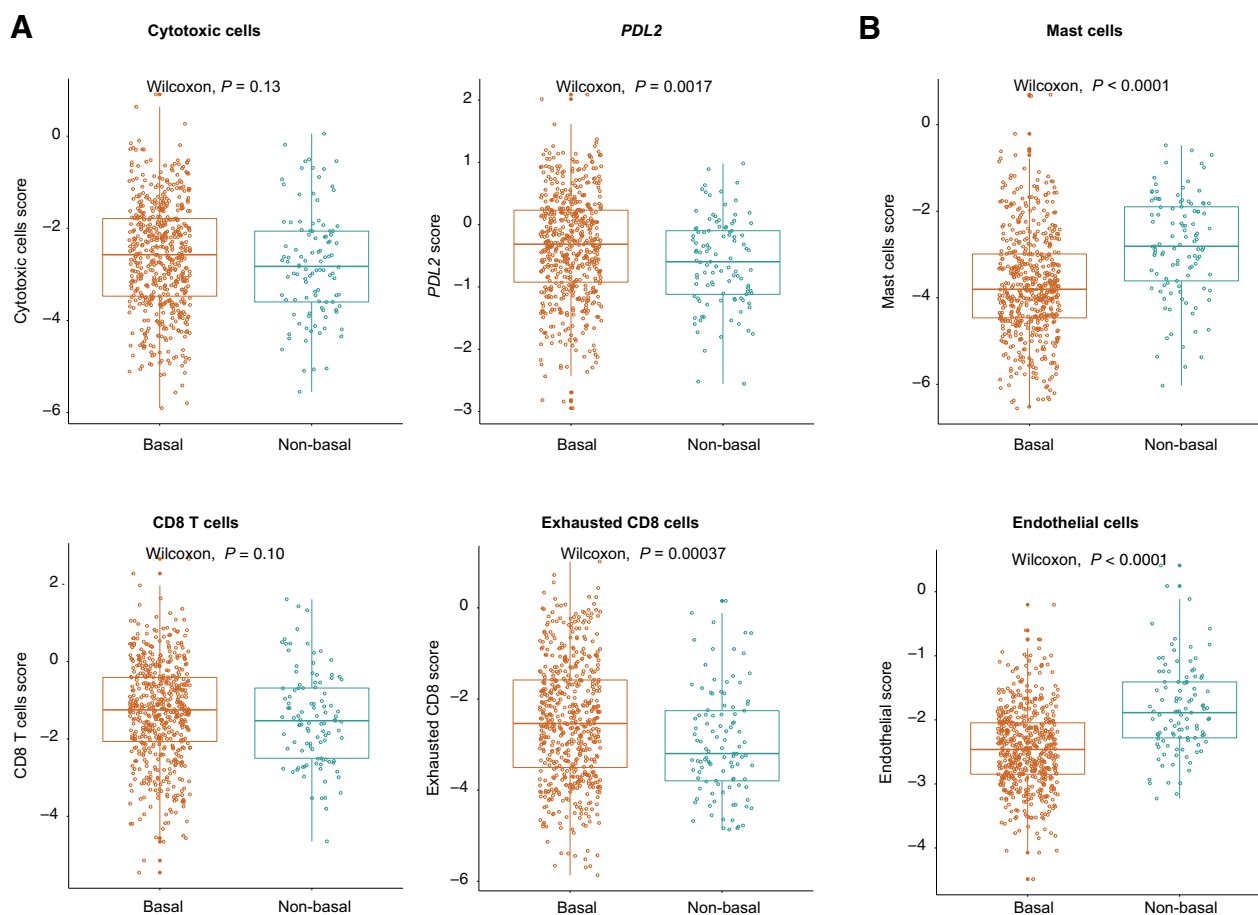 A
Cytotoxic cells
Wilcoxon, P = 0.13
Cytotoxic cells score
0
−2
−4
−6
Basal
Non-basal
PDL2
Wilcoxon, P = 0.0017
PDL2 score
2
1
0
−1
−2
−3
Basal
Non-basal
B
Mast cells
Wilcoxon, P < 0.0001
Mast cells score
0
−2
−4
−6
Basal
Non-basal
CD8 T cells
Wilcoxon, P = 0.10
CD8 T cells score
2
0
−2
−4
Basal
Non-basal
Exhausted CD8 cells
Wilcoxon, P = 0.00037
Exhausted CD8 score
0
−2
−4
−6
Basal
Non-basal
Endothelial cells
Wilcoxon, P < 0.0001
Endothelial score
0
−1
−2
−3
−4
Basal
Non-basal